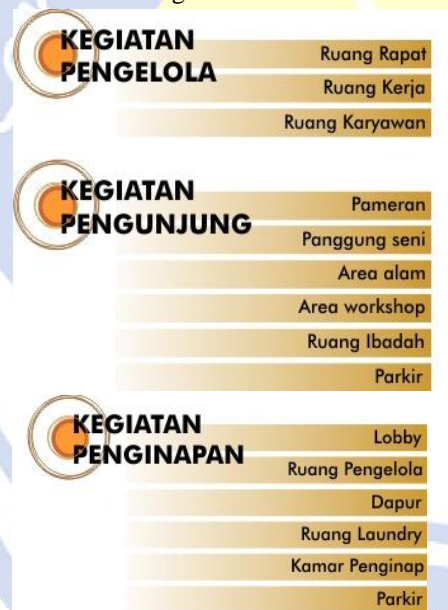 KEGIATAN
PENGELOLA
Ruang Rapat
Ruang Kerja
Ruang Karyawan
KEGIATAN
PENGUNJUNG
Pameran
Panggung seni
Area alam
Area workshop
Ruang Ibadah
Parkir
KEGIATAN
PENGINAPAN
Lobby
Ruang Pengelola
Dapur
Ruang Laundry
Kamar Penginap
Parkir